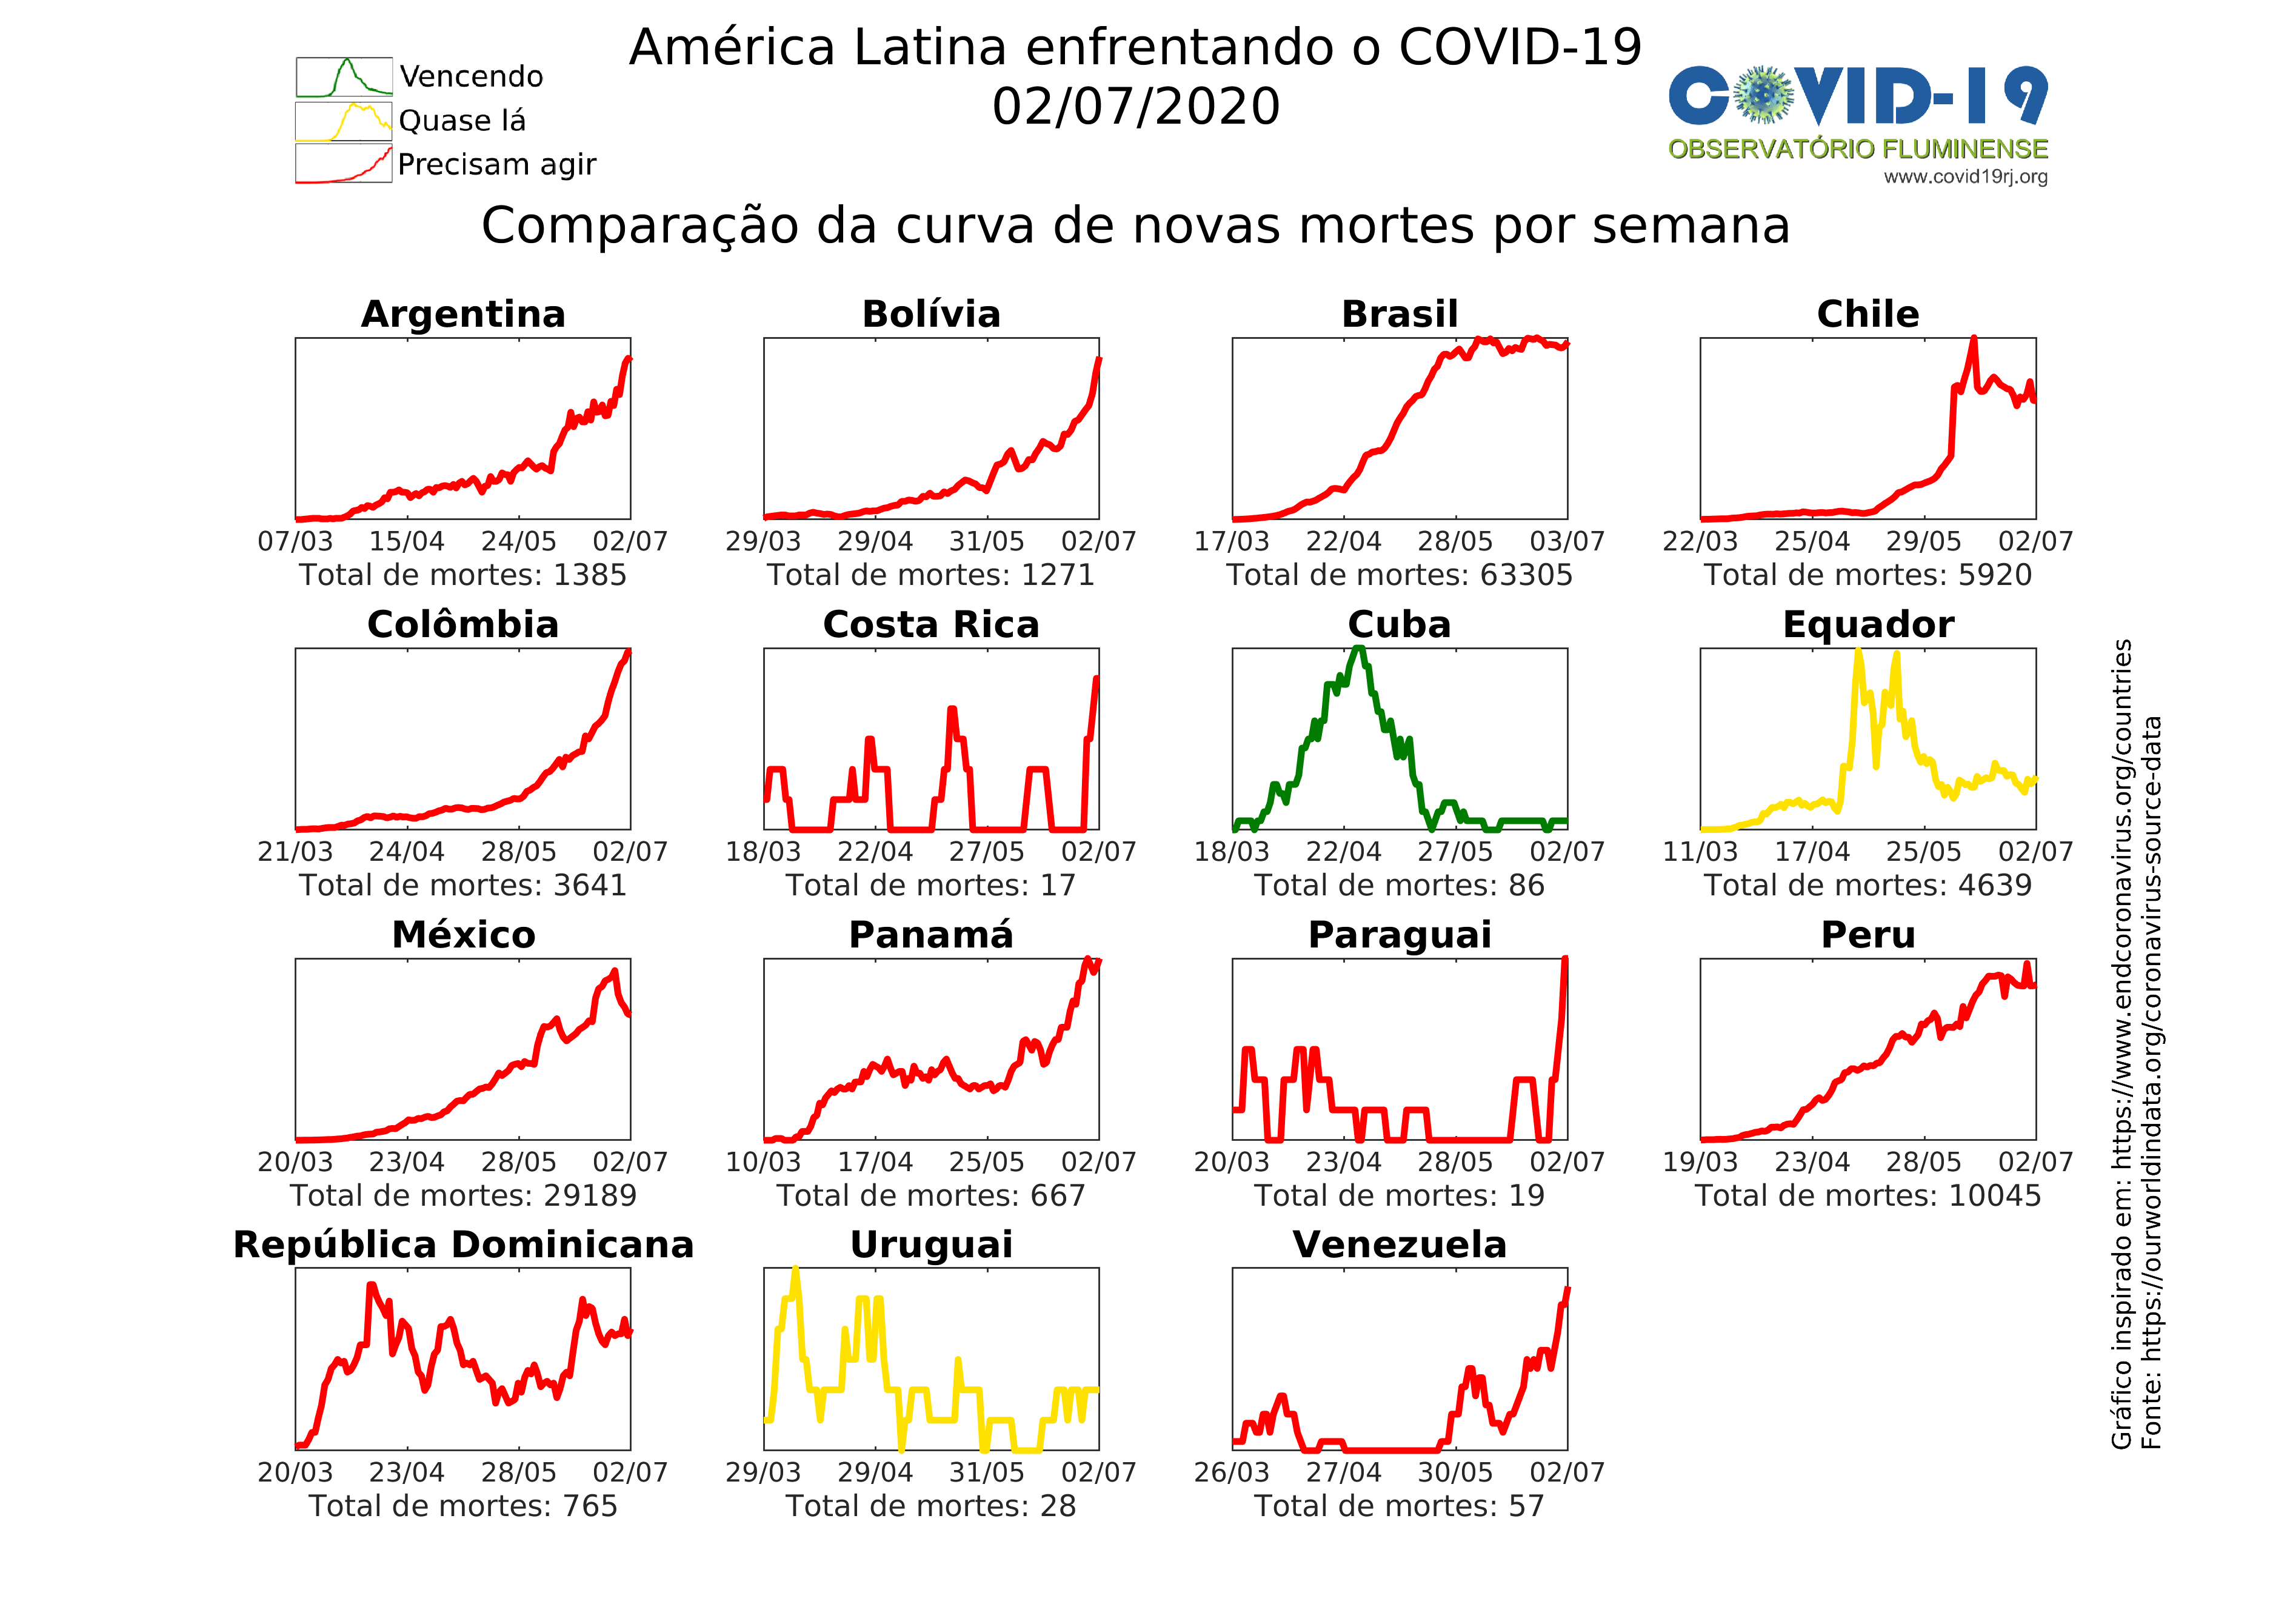 América Latina enfrentando o COVID-19
02/07/2020
Vencendo
Quase lá
Precisam agir
COVID-19
OBSERVATÓRIO FLUMINENSE
www.covid19rj.org
Comparação da curva de novas mortes por semana
Argentina
07/03 15/04 24/05 02/07
Total de mortes: 1385
Bolívia
29/03 29/04 31/05 02/07
Total de mortes: 1271
Brasil
17/03 22/04 28/05 03/07
Total de mortes: 63305
Chile
22/03 25/04 29/05 02/07
Total de mortes: 5920
Colômbia
21/03 24/04 28/05 02/07
Total de mortes: 3641
Costa Rica
18/03 22/04 27/05 02/07
Total de mortes: 17
Cuba
18/03 22/04 27/05 02/07
Total de mortes: 86
Equador
11/03 17/04 25/05 02/07
Total de mortes: 4639
México
20/03 23/04 28/05 02/07
Total de mortes: 29189
Panamá
10/03 17/04 25/05 02/07
Total de mortes: 667
Paraguai
20/03 23/04 28/05 02/07
Total de mortes: 19
Peru
19/03 23/04 28/05 02/07
Total de mortes: 10045
República Dominicana
20/03 23/04 28/05 02/07
Total de mortes: 765
Uruguai
29/03 29/04 31/05 02/07
Total de mortes: 28
Venezuela
26/03 27/04 30/05 02/07
Total de mortes: 57
Gráfico inspirado em: https://www.endcoronavirus.org/countries
Fonte: https://ourworldindata.org/coronavirus-source-data